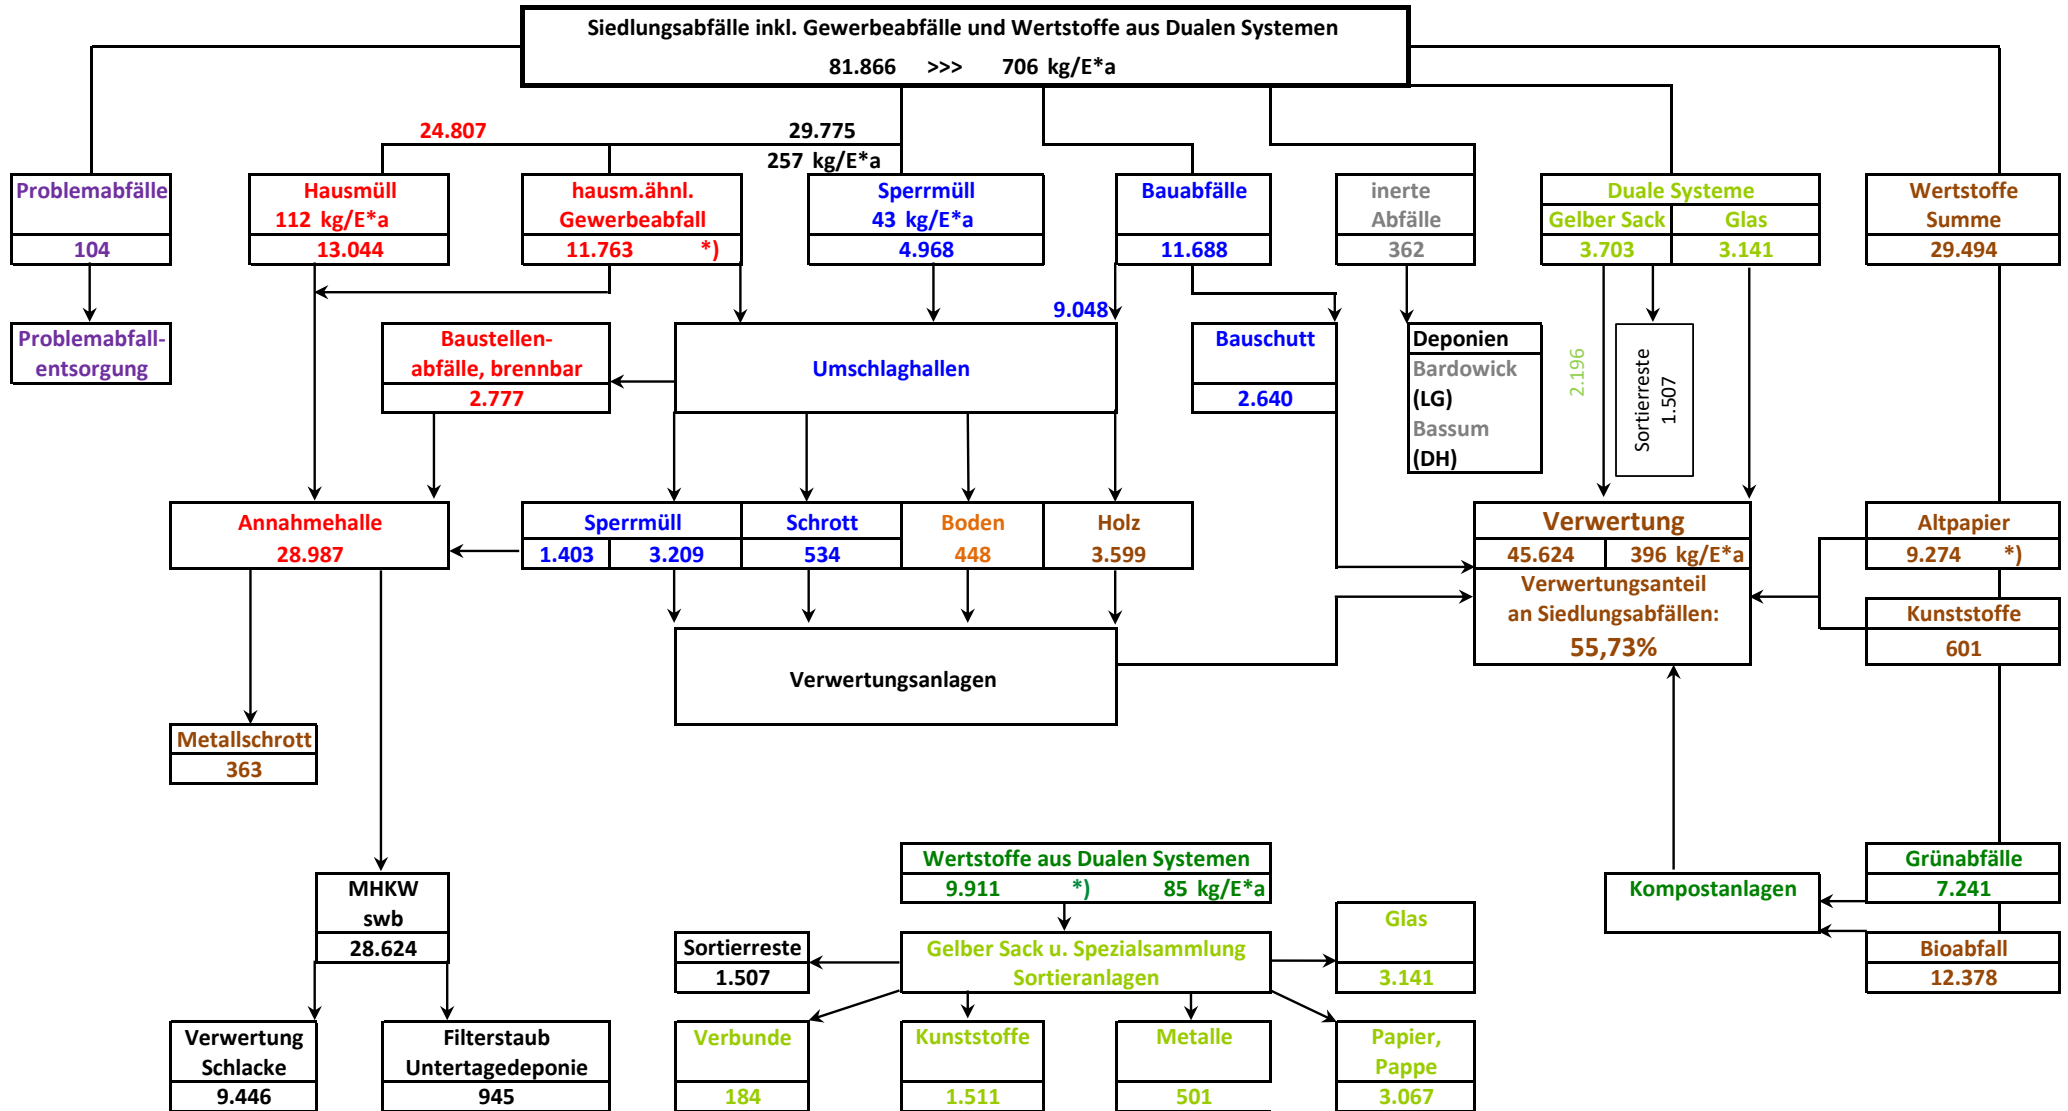 Siedlungsabfälle inkl. Gewerbeabfälle und Wertstoffe aus Dualen Systemen
81.866 >>> 706 kg/E*a
24.807
29.775
257 kg/E*a
Problemabfälle
104
Hausmüll
112 kg/E*a
13.044
hausm.ähnl.
Gewerbeabfall
11.763 *)
Sperrmüll
43 kg/E*a
4.968
Bauabfälle
11.688
inerte
Abfälle
362
Duale Systeme
Gelber Sack
Glas
3.703
3.141
Wertstoffe
Summe
29.494
Problemabfall-
entsorgung
Baustellen-
abfälle, brennbar
2.777
9.048
Umschlaghallen
Bauschutt
2.640
Deponien
Bardowick
(LG)
Bassum
(DH)
2.196
Sortierreste
1.507
Annahmehalle
28.987
Sperrmüll
1.403
3.209
Schrott
534
Boden
448
Holz
3.599
Verwertung
45.624
396 kg/E*a
Verwertungsanteil
an Siedlungsabfällen:
55,73%
Altpapier
9.274 *)
Kunststoffe
601
Verwertungsanlagen
Metallschrott
363
MHKW
swb
28.624
Wertstoffe aus Dualen Systemen
9.911 *) 85 kg/E*a
Kompostanlagen
Grünabfälle
7.241
Sortierreste
1.507
Gelber Sack u. Spezialsammlung
Sortieranlagen
Glas
3.141
Bioabfall
12.378
Verwertung
Schlacke
9.446
Filterstaub
Untertagedeponie
945
Verbunde
184
Kunststoffe
1.511
Metalle
501
Papier,
Pappe
3.067